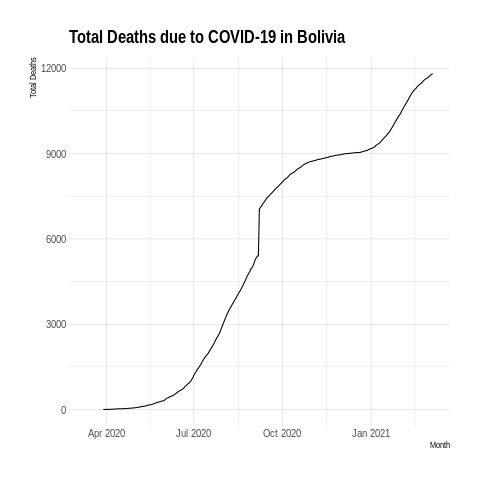 Total Deaths due to COVID-19 in Bolivia
Total Deaths
12000
9000
6000
3000
0
Apr 2020 Jul 2020 Oct 2020 Jan 2021
Month